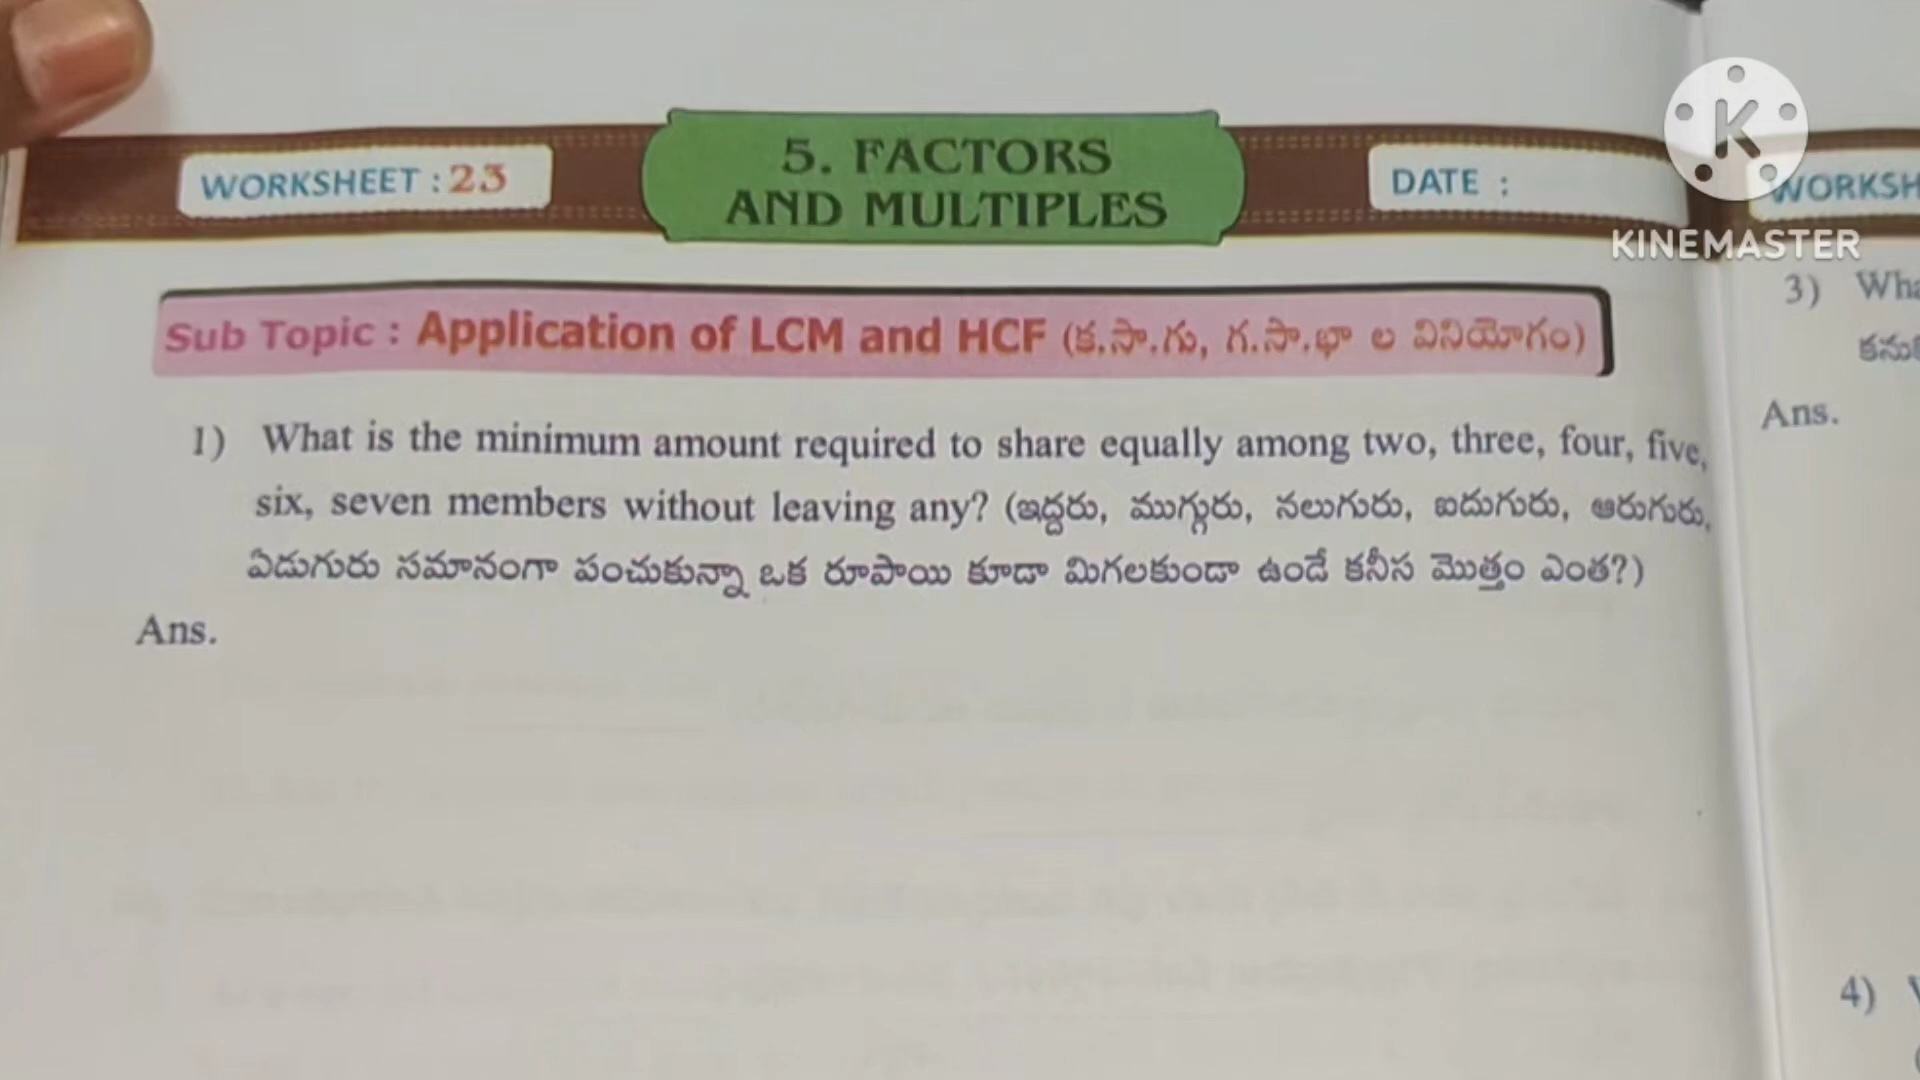 WORKSHEET : 23
5. FACTORS
AND MULTIPLES
DATE :
KINEMASTER
Sub Topic : Application of LCM and HCF (క.సా.గు, గ.సా.భా ల వినియోగం)
1) What is the minimum amount required to share equally among two, three, four, five,
six, seven members without leaving any? (ఇద్దరు, ముగ్గురు, నలుగురు, ఐదుగురు, ఆరుగురు,
ఏడుగురు సమానంగా పంచుకున్నా ఒక రూపాయి కూడా మిగలకుండా ఉండే కనీస మొత్తం ఎంత?)
Ans.
3)
Ans.
4)